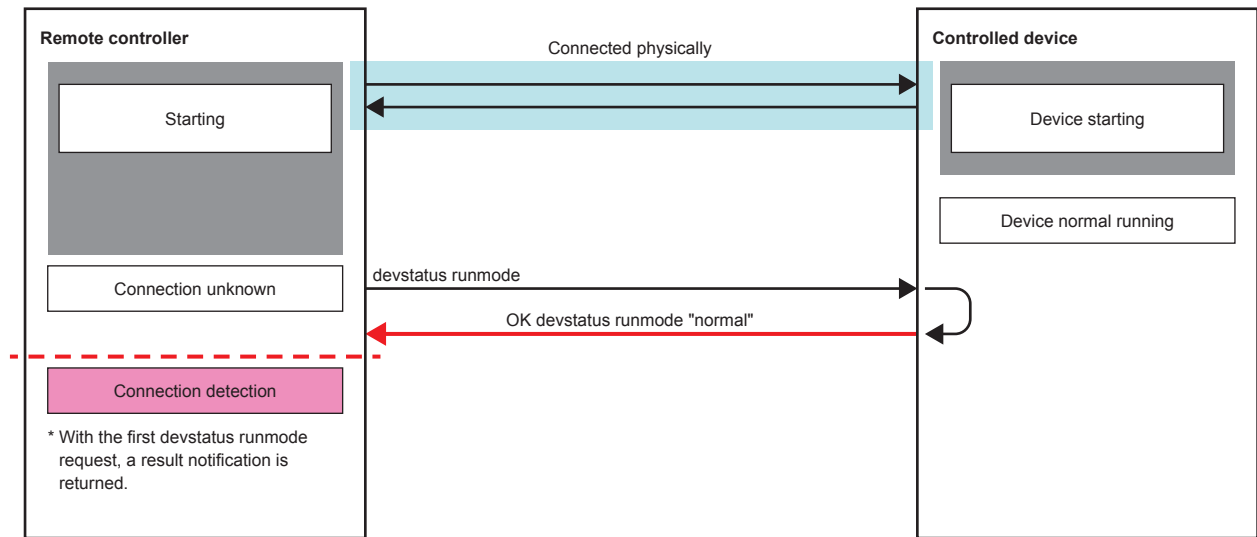 Remote controller
Connected physically
Controlled device
Starting
Device starting
Device normal running
Connection unknown
devstatus runmode
OK devstatus runmode "normal"
Connection detection
* With the first devstatus runmode
request, a result notification is
returned.